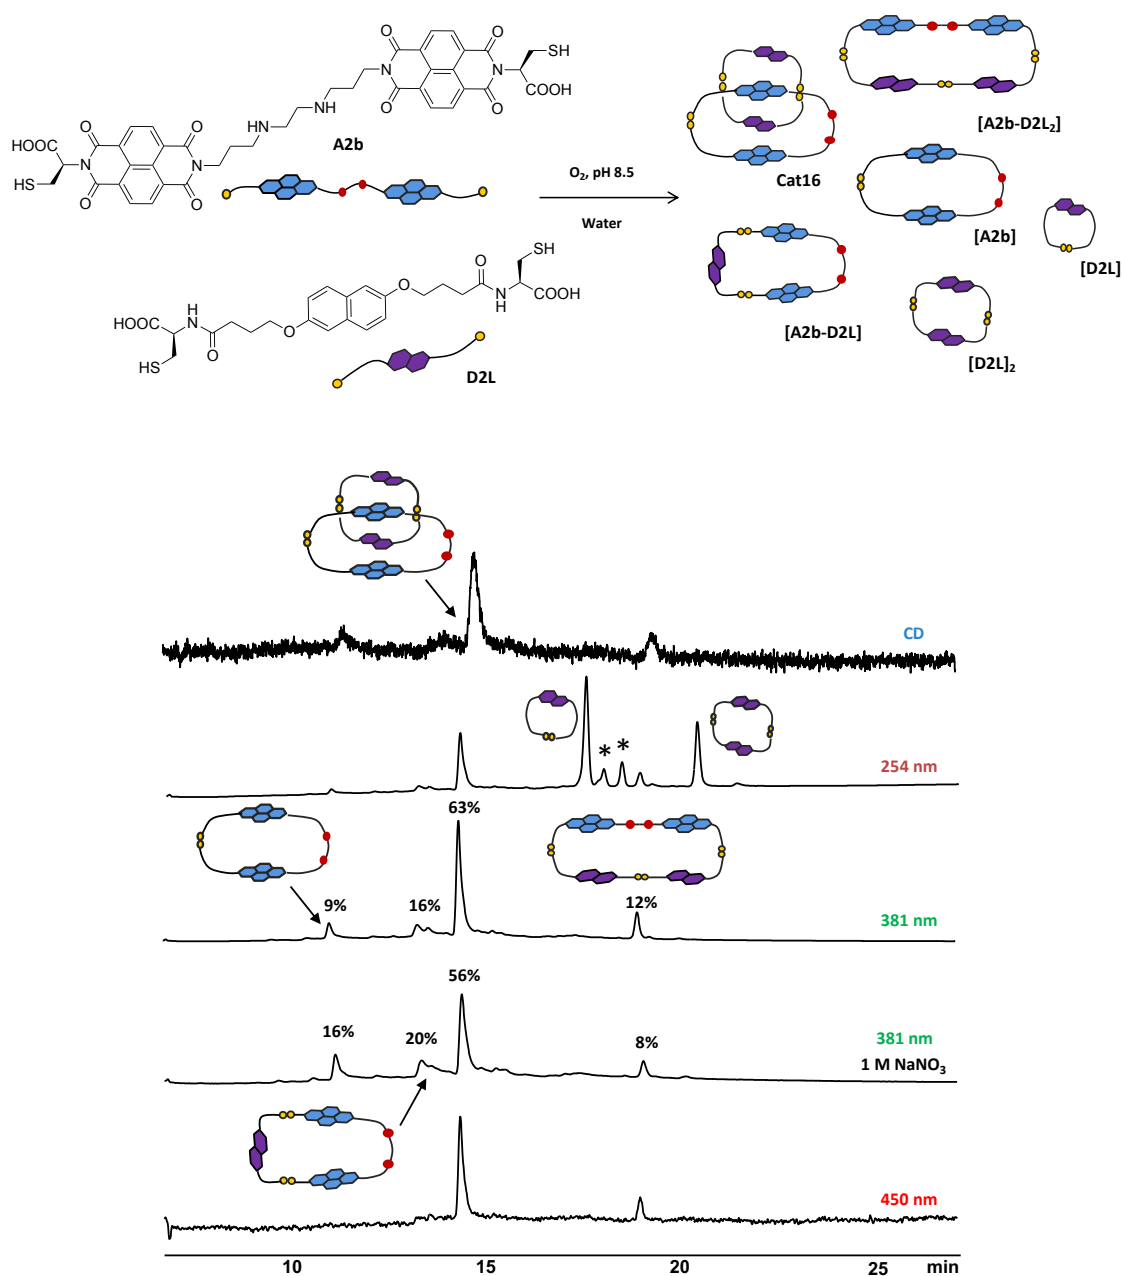 O
O
SH
N
N
COOH
O
O
NH
HN
O
O
HOOC
N
N
SH
O
O
A2b
O2, pH 8.5
Water
Cat16
[A2b-D2L2]
[A2b]
[D2L]
[A2b-D2L]
[D2L]2
SH
O
O
N
H
COOH
HOOC
H
N
O
O
SH
D2L
CD
* *
254 nm
63%
9%
16%
12%
381 nm
56%
16%
20%
8%
381 nm
1 M NaNO3
450 nm
10 15 20 25 min